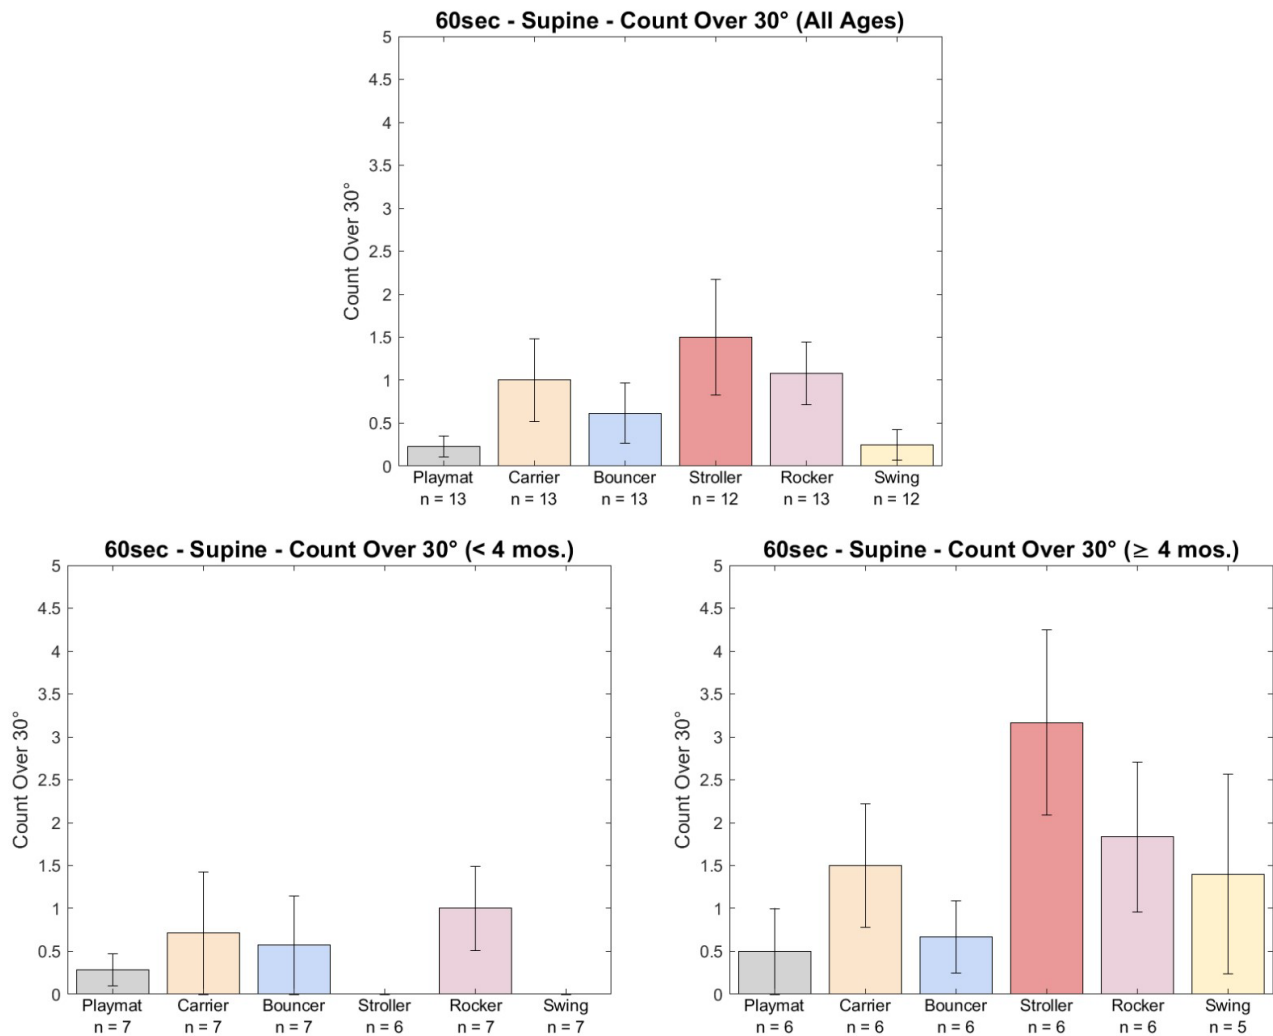 60sec - Supine - Count Over 30° (All Ages)
5
4.5
4
3.5
3
2.5
2
1.5
1
0.5
0
Count Over 30°
Playmat Carrier Bouncer Stroller Rocker Swing
n = 13 n = 13 n = 13 n = 12 n = 13 n = 12
60sec - Supine - Count Over 30° (< 4 mos.)
5
4.5
4
3.5
3
2.5
2
1.5
1
0.5
0
Count Over 30°
Playmat Carrier Bouncer Stroller Rocker Swing
n = 7 n = 7 n = 7 n = 6 n = 7 n = 7
60sec - Supine - Count Over 30° (≥ 4 mos.)
5
4.5
4
3.5
3
2.5
2
1.5
1
0.5
0
Count Over 30°
Playmat Carrier Bouncer Stroller Rocker Swing
n = 6 n = 6 n = 6 n = 6 n = 6 n = 5